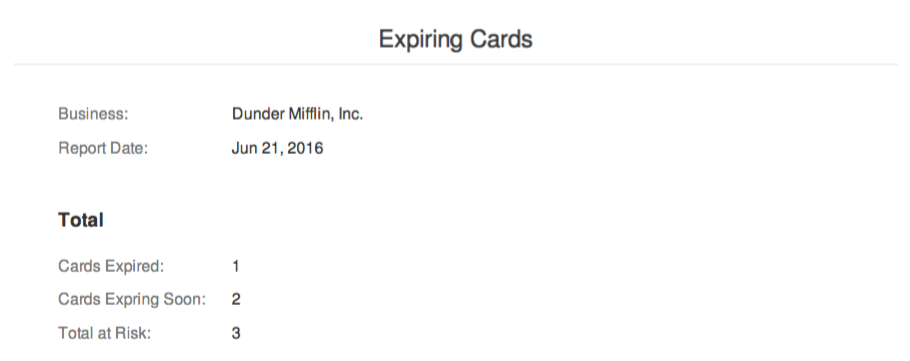 Expiring Cards
Business: Dunder Mifflin, Inc.
Report Date: Jun 21, 2016
Total
Cards Expired: 1
Cards Expring Soon: 2
Total at Risk: 3